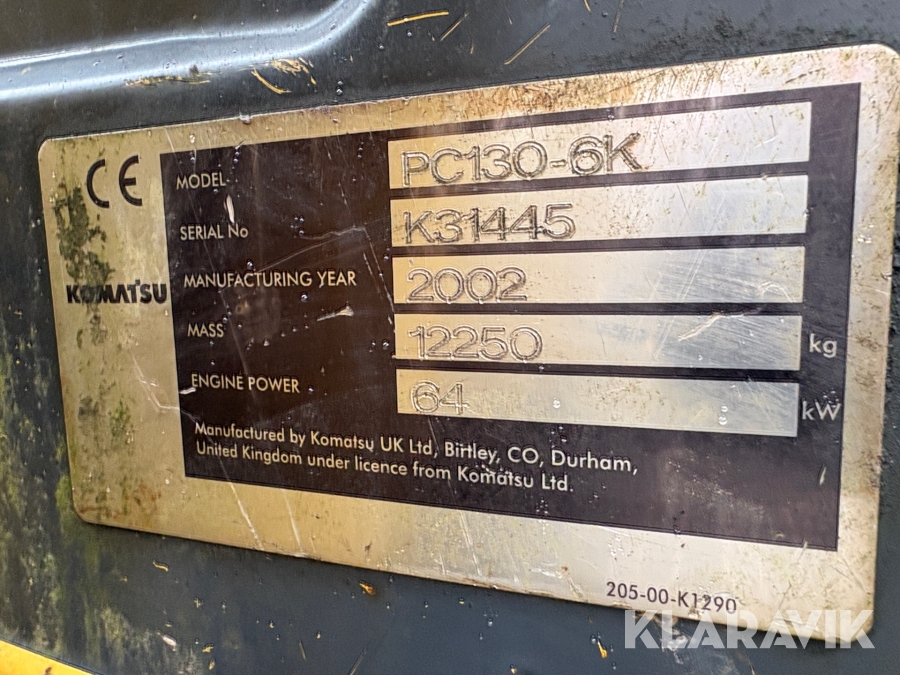 CE
MODEL PC130-6K
SERIAL No K31445
MANUFACTURING YEAR 2002
KOMATSU
MASS 12250 kg
ENGINE POWER 64 kW
Manufactured by Komatsu UK Ltd, Birtley, CO, Durham,
United Kingdom under licence from Komatsu Ltd.
205-00-K1290
KLARAVIK